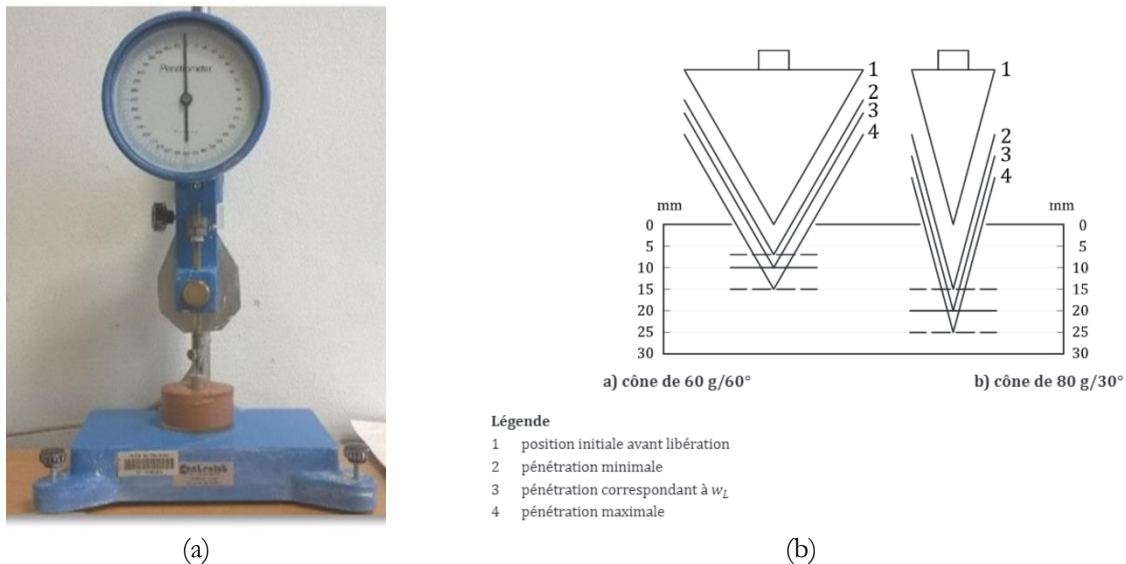 Penetrometer
controlab
1
2
3
4
1
2
3
4
mm
0
5
10
15
20
25
30
mm
0
5
10
15
20
25
30
a) cône de 60 g/60°
b) cône de 80 g/30°
Légende
1 position initiale avant libération
2 pénétration minimale
3 pénétration correspondant à w_L
4 pénétration maximale
(a)
(b)